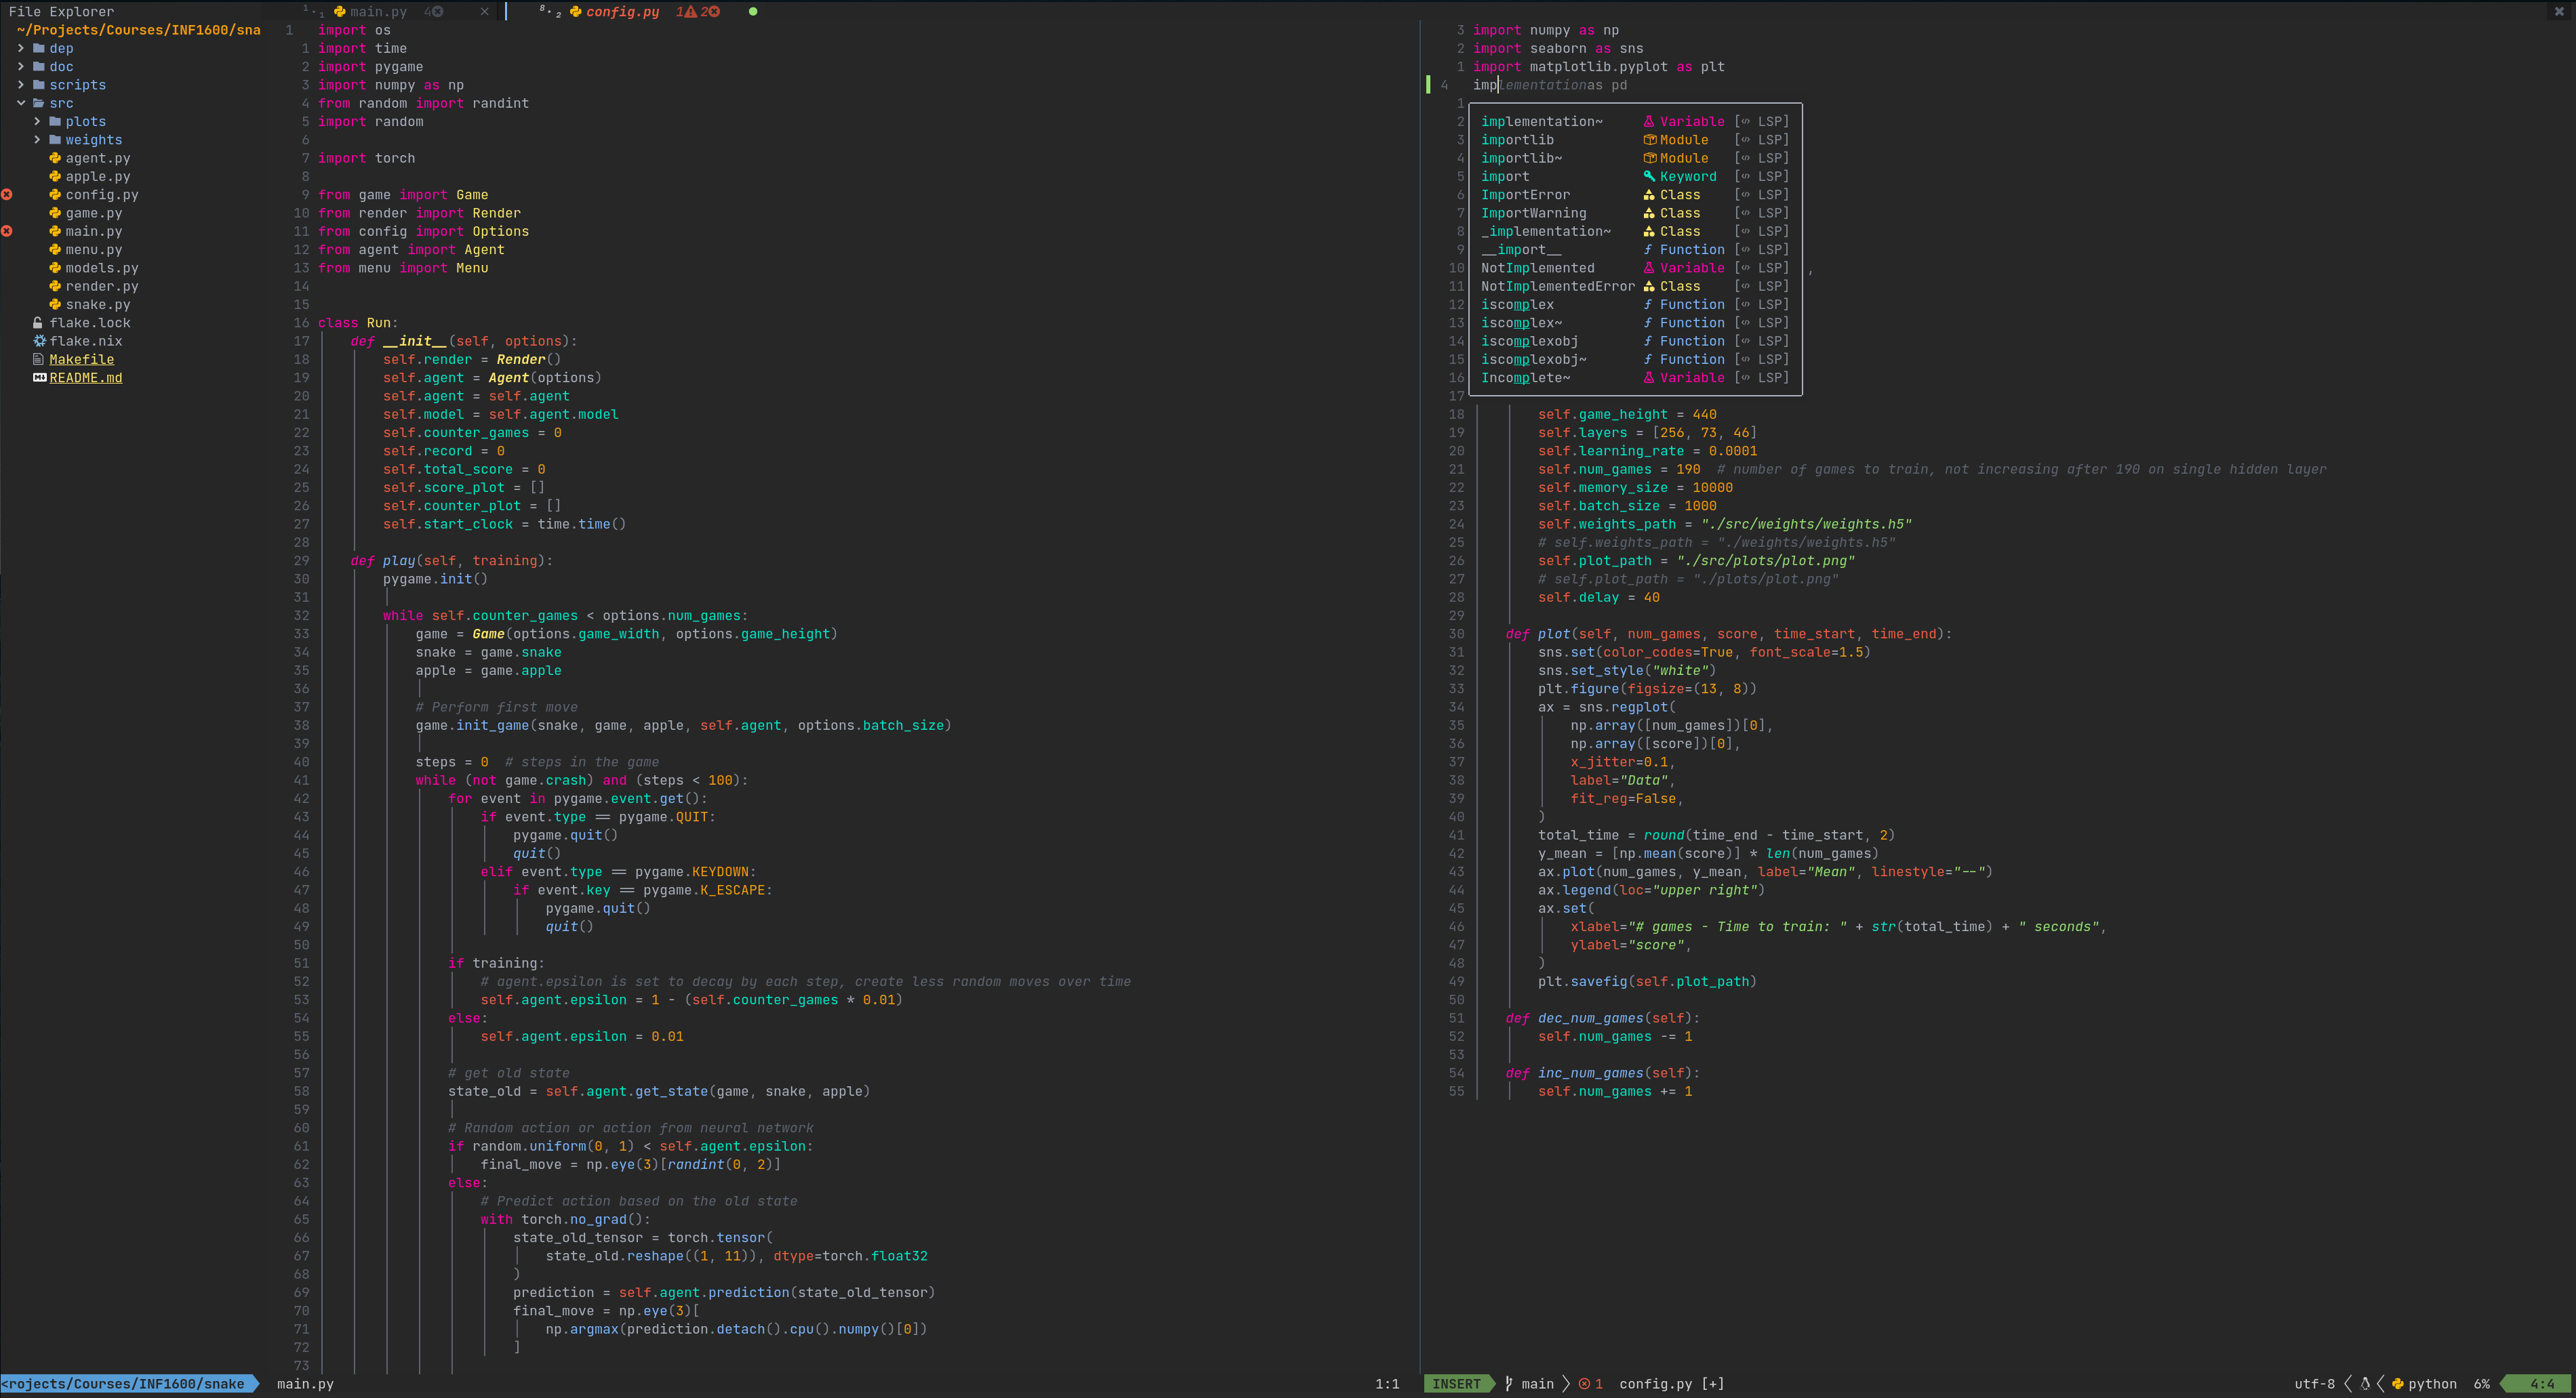 File Explorer
~/Projects/Courses/INF1600/sna
dep
doc
scripts
src
plots
weights
agent.py
apple.py
config.py
game.py
main.py
menu.py
models.py
render.py
snake.py
flake.lock
flake.nix
Makefile
README.md
<rojects/Courses/INF1600/snake
1 1 main.py 4
8 2 config.py 1 2
1 import os
1 import time
2 import pygame
3 import numpy as np
4 from random import randint
5 import random
6
7 import torch
8
9 from game import Game
10 from render import Render
11 from config import Options
12 from agent import Agent
13 from menu import Menu
14
15
16 class Run:
17 def __init__(self, options):
18 self.render = Render()
19 self.agent = Agent(options)
20 self.agent = self.agent
21 self.model = self.agent.model
22 self.counter_games = 0
23 self.record = 0
24 self.total_score = 0
25 self.score_plot = []
26 self.counter_plot = []
27 self.start_clock = time.time()
28
29 def play(self, training):
30 pygame.init()
31
32 while self.counter_games < options.num_games:
33 game = Game(options.game_width, options.game_height)
34 snake = game.snake
35 apple = game.apple
36
37 # Perform first move
38 game.init_game(snake, game, apple, self.agent, options.batch_size)
39
40 steps = 0 # steps in the game
41 while (not game.crash) and (steps < 100):
42 for event in pygame.event.get():
43 if event.type == pygame.QUIT:
44 pygame.quit()
45 quit()
46 elif event.type == pygame.KEYDOWN:
47 if event.key == pygame.K_ESCAPE:
48 pygame.quit()
49 quit()
50
51 if training:
52 # agent.epsilon is set to decay by each step, create less random moves over time
53 self.agent.epsilon = 1 - (self.counter_games * 0.01)
54 else:
55 self.agent.epsilon = 0.01
56
57 # get old state
58 state_old = self.agent.get_state(game, snake, apple)
59
60 # Random action or action from neural network
61 if random.uniform(0, 1) < self.agent.epsilon:
62 final_move = np.eye(3)[randint(0, 2)]
63 else:
64 # Predict action based on the old state
65 with torch.no_grad():
66 state_old_tensor = torch.tensor(
67 state_old.reshape((1, 11)), dtype=torch.float32
68 )
69 prediction = self.agent.prediction(state_old_tensor)
70 final_move = np.eye(3)[
71 np.argmax(prediction.detach().cpu().numpy()[0])
72 ]
73
main.py 1:1
3 import numpy as np
2 import seaborn as sns
1 import matplotlib.pyplot as plt
4 implementationas pd
1
2 implementation~ Variable [ LSP]
3 importlib Module [ LSP]
4 importlib~ Module [ LSP]
5 import Keyword [ LSP]
6 ImportError Class [ LSP]
7 ImportWarning Class [ LSP]
8 _implementation~ Class [ LSP]
9 __import__ Function [ LSP]
10 NotImplemented Variable [ LSP] ,
11 NotImplementedError Class [ LSP]
12 iscomplex Function [ LSP]
13 iscomplex~ Function [ LSP]
14 iscomplexobj Function [ LSP]
15 iscomplexobj~ Function [ LSP]
16 Incomplete~ Variable [ LSP]
17
18 self.game_height = 440
19 self.layers = [256, 73, 46]
20 self.learning_rate = 0.0001
21 self.num_games = 190 # number of games to train, not increasing after 190 on single hidden layer
22 self.memory_size = 10000
23 self.batch_size = 1000
24 self.weights_path = "./src/weights/weights.h5"
25 # self.weights_path = "./weights/weights.h5"
26 self.plot_path = "./src/plots/plot.png"
27 # self.plot_path = "./plots/plot.png"
28 self.delay = 40
29
30 def plot(self, num_games, score, time_start, time_end):
31 sns.set(color_codes=True, font_scale=1.5)
32 sns.set_style("white")
33 plt.figure(figsize=(13, 8))
34 ax = sns.regplot(
35 np.array([num_games])[0],
36 np.array([score])[0],
37 x_jitter=0.1,
38 label="Data",
39 fit_reg=False,
40 )
41 total_time = round(time_end - time_start, 2)
42 y_mean = [np.mean(score)] * len(num_games)
43 ax.plot(num_games, y_mean, label="Mean", linestyle="--")
44 ax.legend(loc="upper right")
45 ax.set(
46 xlabel="# games - Time to train: " + str(total_time) + " seconds",
47 ylabel="score",
48 )
49 plt.savefig(self.plot_path)
50
51 def dec_num_games(self):
52 self.num_games -= 1
53
54 def inc_num_games(self):
55 self.num_games += 1
INSERT main 1 config.py [+] utf-8 python 6% 4:4